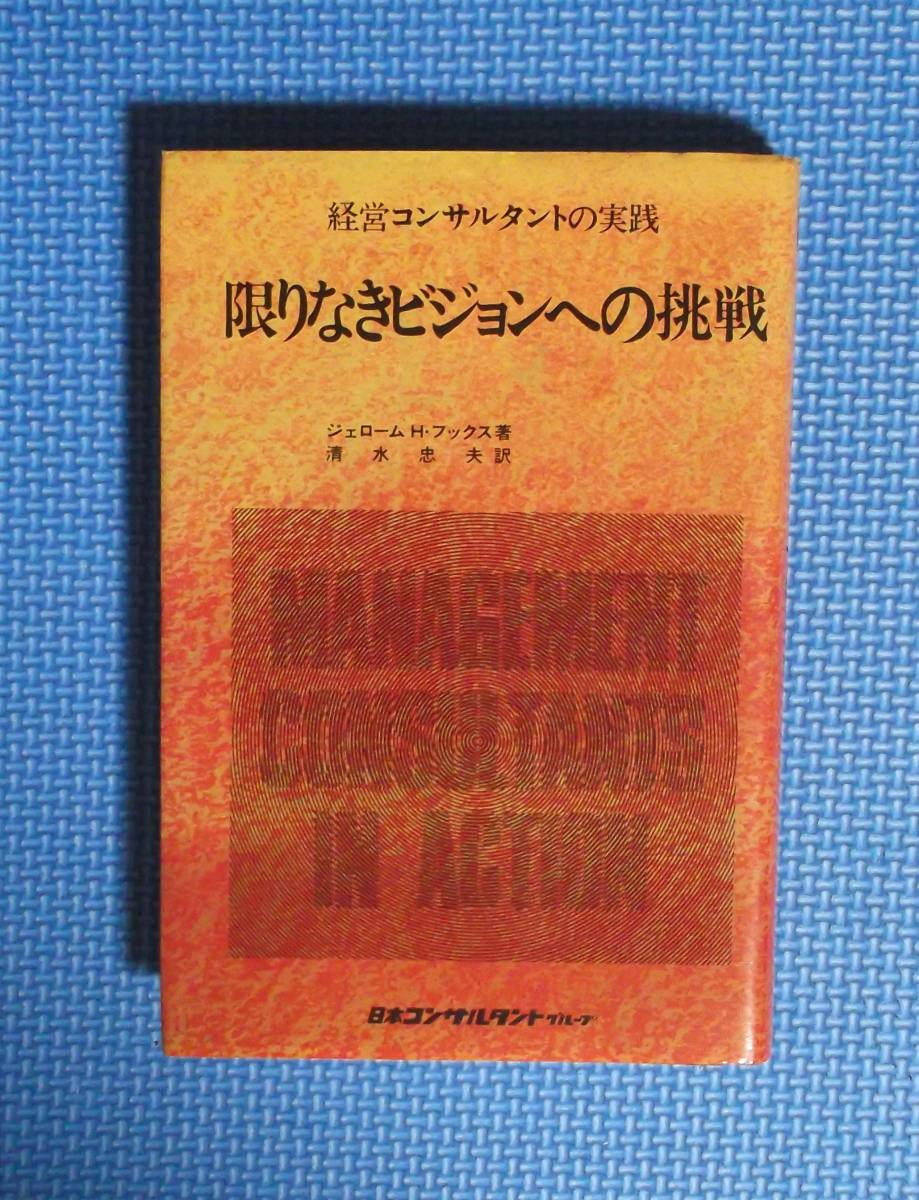 経営コンサルタントの実践
限りなきビジョンへの挑戦
ジェロームH・フックス著
清水忠夫訳
MANAGEMENT
CONSULTANTS
IN ACTION
日本コンサルタントグループ